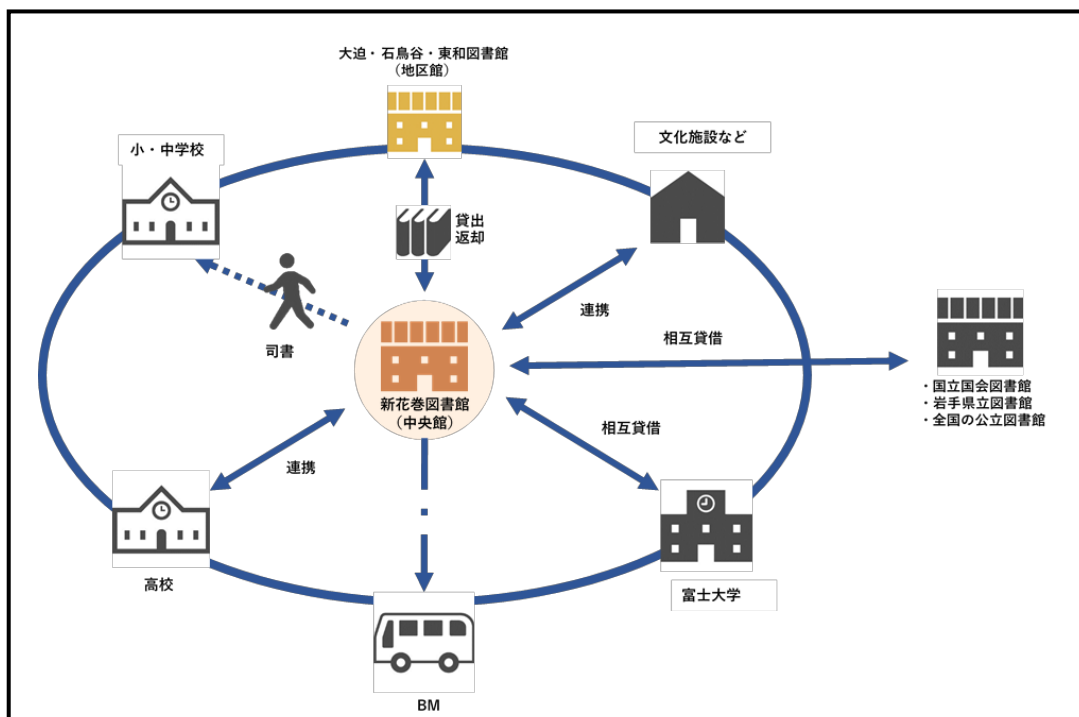 大迫・石鳥谷・東和図書館
（地区館）
小・中学校
文化施設など
貸出
返却
司書
連携
相互貸借
新花巻図書館
（中央館）
・国立国会図書館
・岩手県立図書館
・全国の公立図書館
相互貸借
連携
高校
富士大学
BM